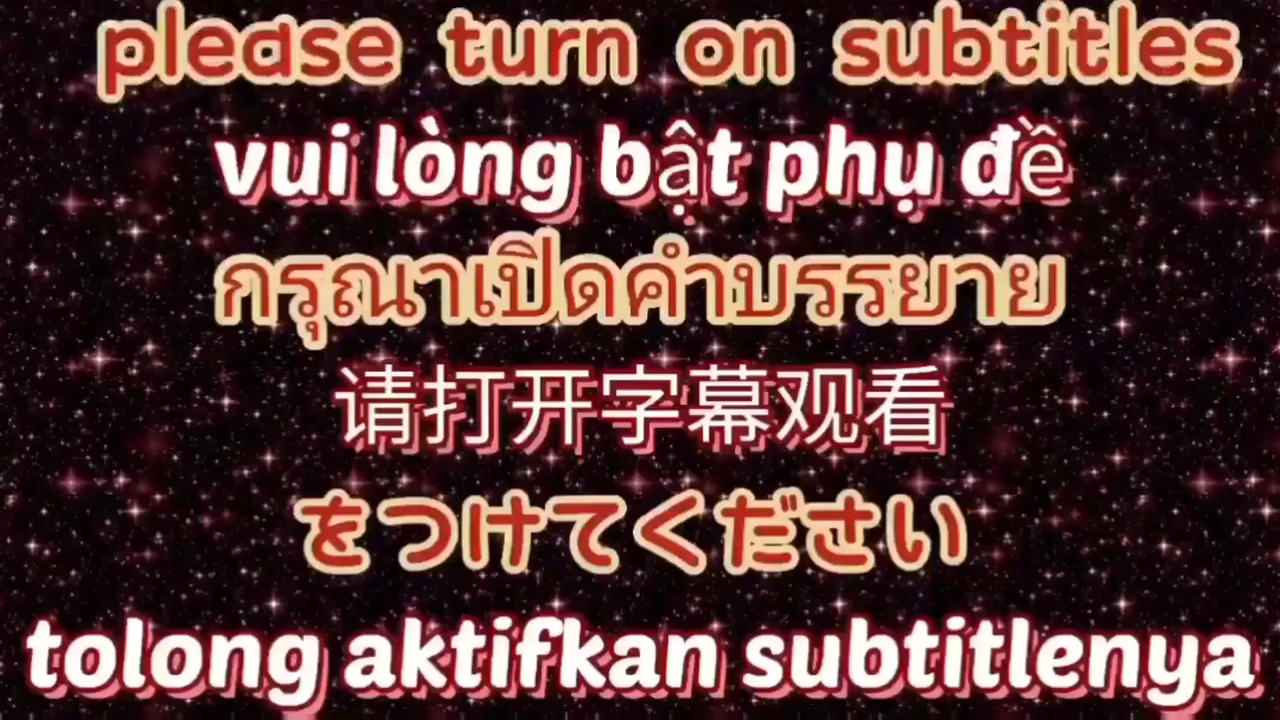 please turn on subtitles
vui lòng bật phụ đề
กรุณาเปิดคำบรรยาย
请打开字幕观看
をつけてください
tolong aktifkan subtitlenya